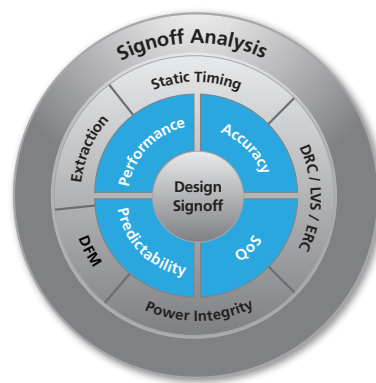 Signoff Analysis
Static Timing
Extraction
DRC / LVS / ERC
DFM
Power Integrity
Performance
Accuracy
Predictability
QoS
Design
Signoff